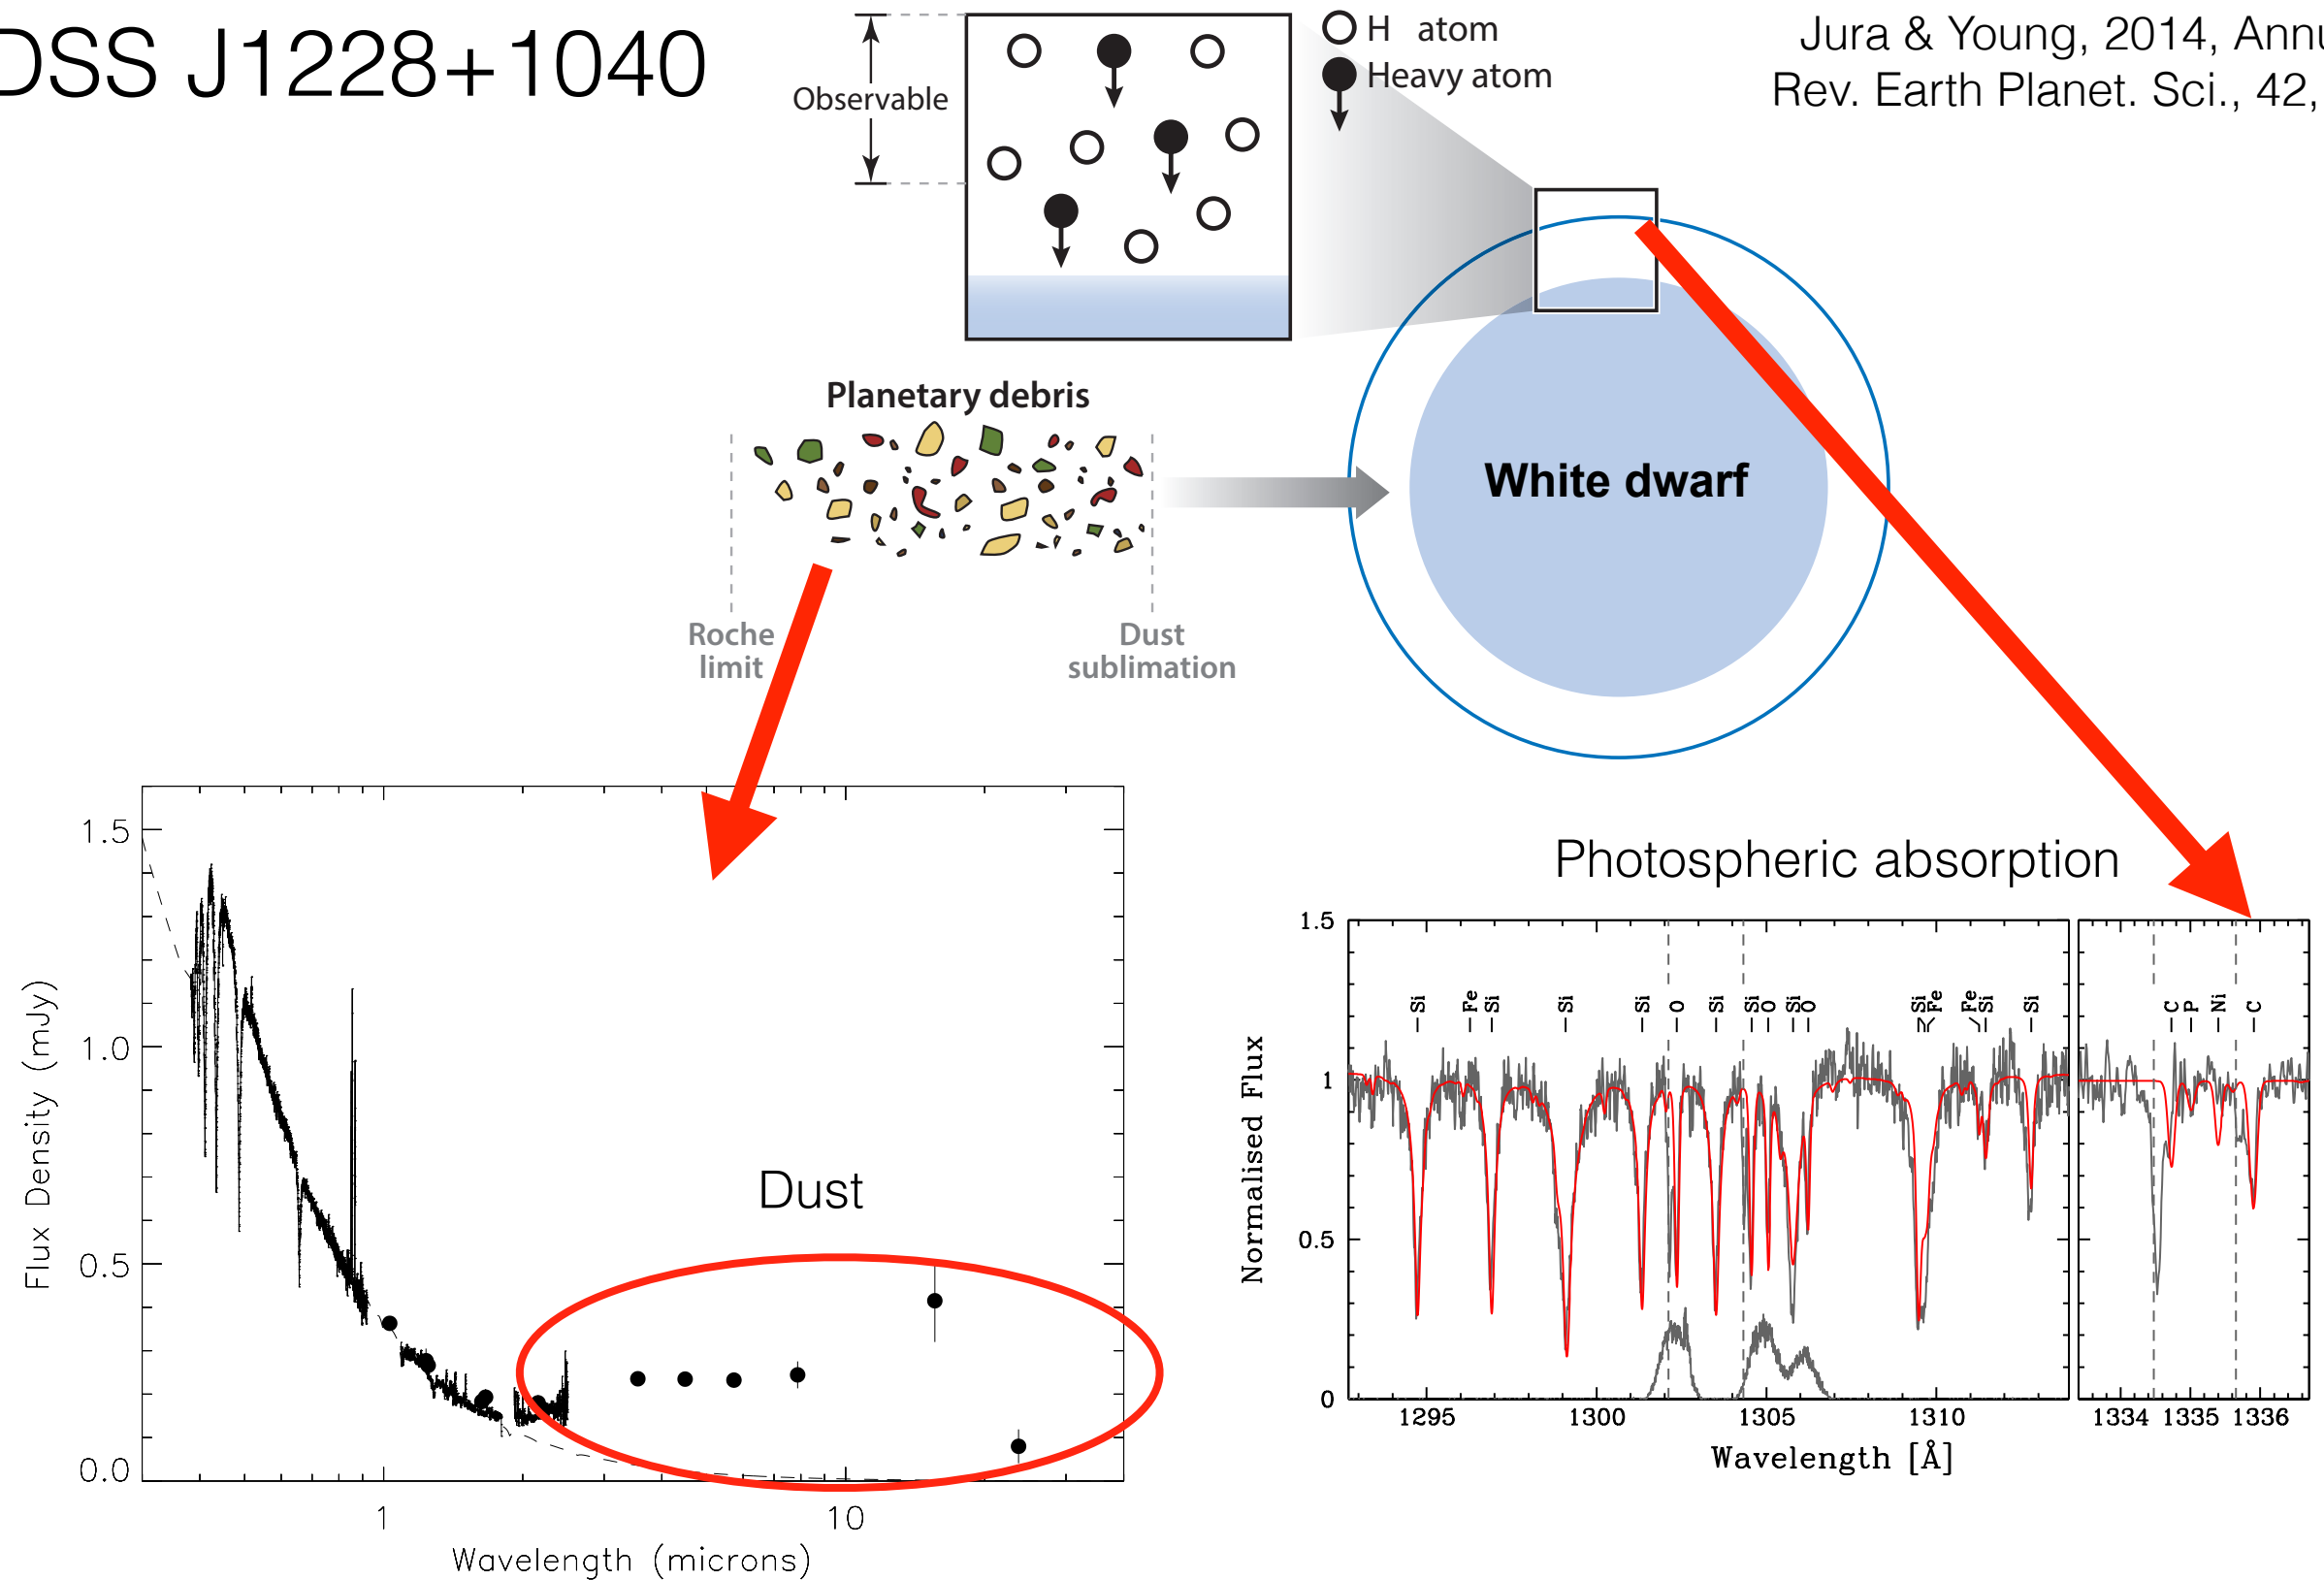 DSS J1228+1040
Jura & Young, 2014, Annu
Rev. Earth Planet. Sci., 42,
H atom
Heavy atom
Observable
Planetary debris
White dwarf
Roche
limit
Dust
sublimation
Photospheric absorption
Dust
1.5
1.0
0.5
0.0
Flux Density (mJy)
1
10
Wavelength (microns)
1.5
1
0.5
0
Normalised Flux
Si
Fe
Si
Si
Si
O
Si
Si
O
Si
O
Si
Fe
Fe
Si
Si
C
P
Ni
C
1295
1300
1305
1310
1334
1335
1336
Wavelength [Å]